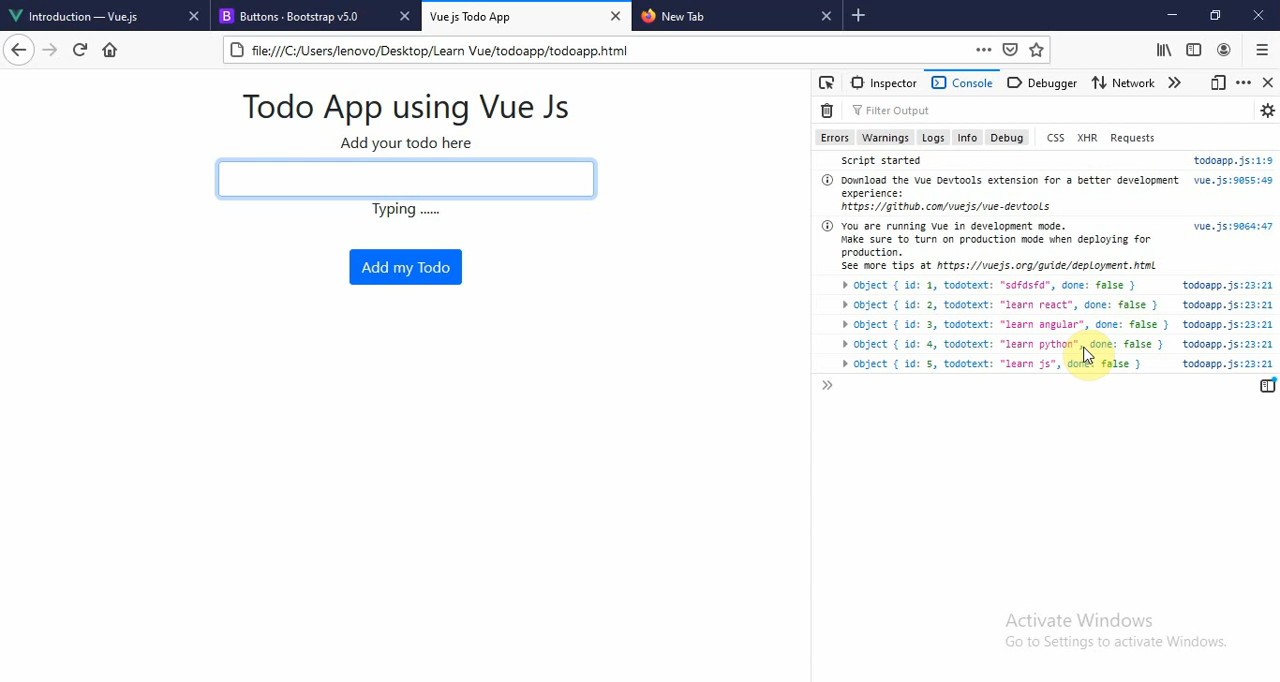 Introduction — Vue.js
Buttons · Bootstrap v5.0
Vue js Todo App
New Tab
file:///C:/Users/lenovo/Desktop/Learn Vue/todoapp/todoapp.html
Todo App using Vue Js
Add your todo here
Typing ......
Add my Todo
Inspector Console Debugger Network
Filter Output
Errors Warnings Logs Info Debug CSS XHR Requests
Script started todoapp.js:1:9
Download the Vue Devtools extension for a better development vue.js:9055:49
experience:
https://github.com/vuejs/vue-devtools
You are running Vue in development mode. vue.js:9064:47
Make sure to turn on production mode when deploying for
production.
See more tips at https://vuejs.org/guide/deployment.html
Object { id: 1, todotext: "sdfdsfd", done: false } todoapp.js:23:21
Object { id: 2, todotext: "learn react", done: false } todoapp.js:23:21
Object { id: 3, todotext: "learn angular", done: false } todoapp.js:23:21
Object { id: 4, todotext: "learn python", done: false } todoapp.js:23:21
Object { id: 5, todotext: "learn js", done: false } todoapp.js:23:21
Activate Windows
Go to Settings to activate Windows.